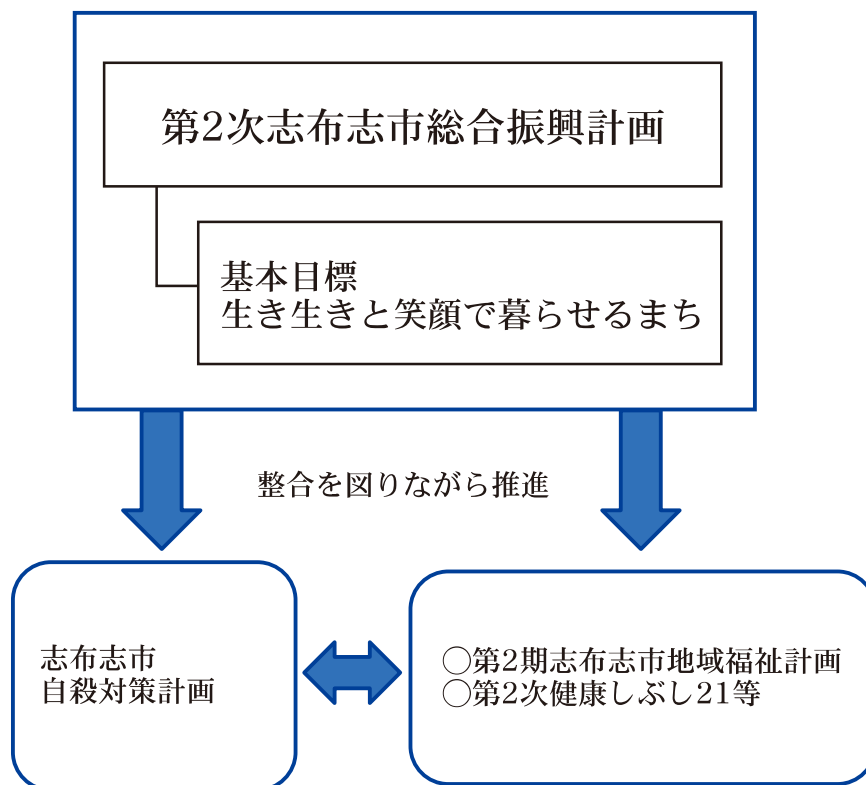 第2次志布志市総合振興計画
基本目標
生き生きと笑顔で暮らせるまち
整合を図りながら推進
志布志市
自殺対策計画
○第2期志布志市地域福祉計画
○第2次健康しぶし21等